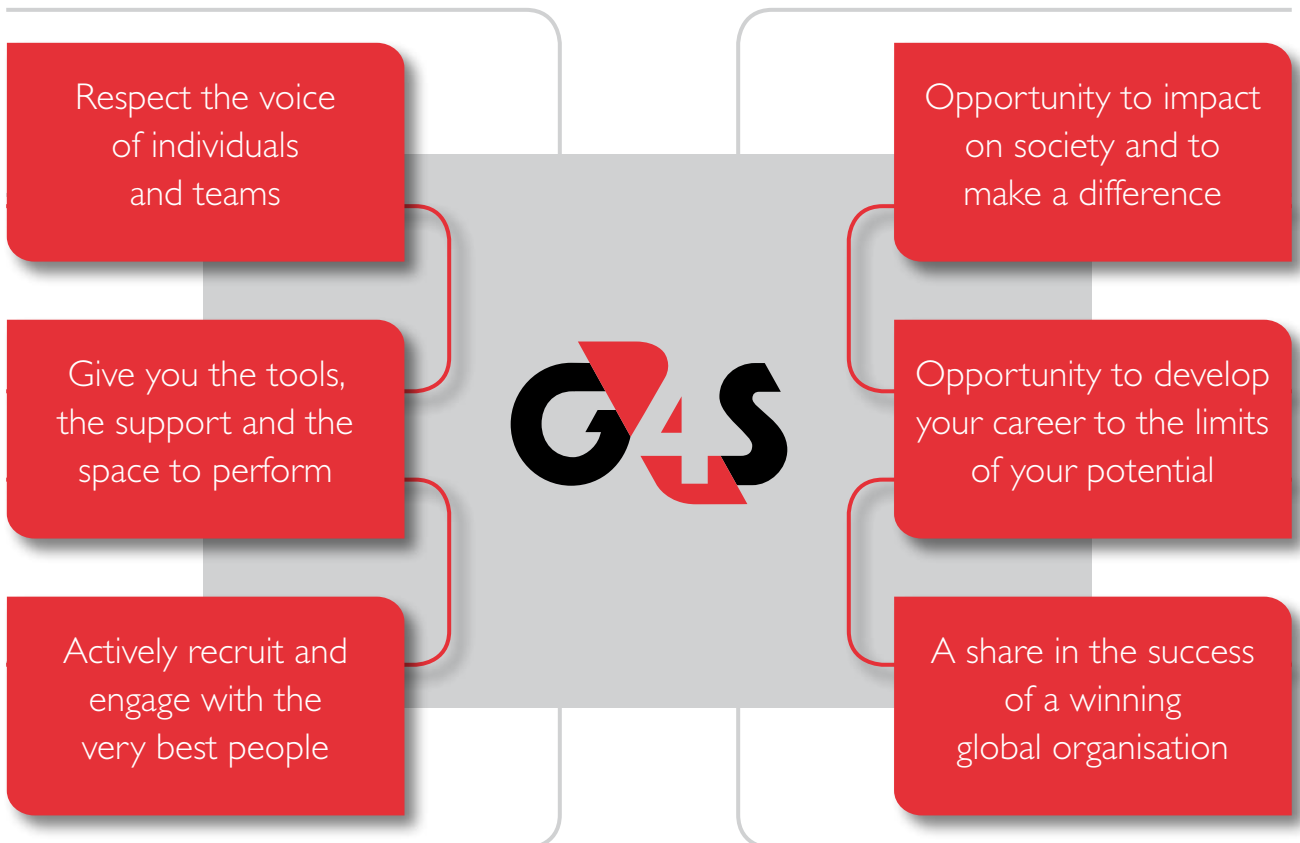 Respect the voice
of individuals
and teams
Give you the tools,
the support and the
space to perform
Actively recruit and
engage with the
very best people
G4S
Opportunity to impact
on society and to
make a difference
Opportunity to develop
your career to the limits
of your potential
A share in the success
of a winning
global organisation